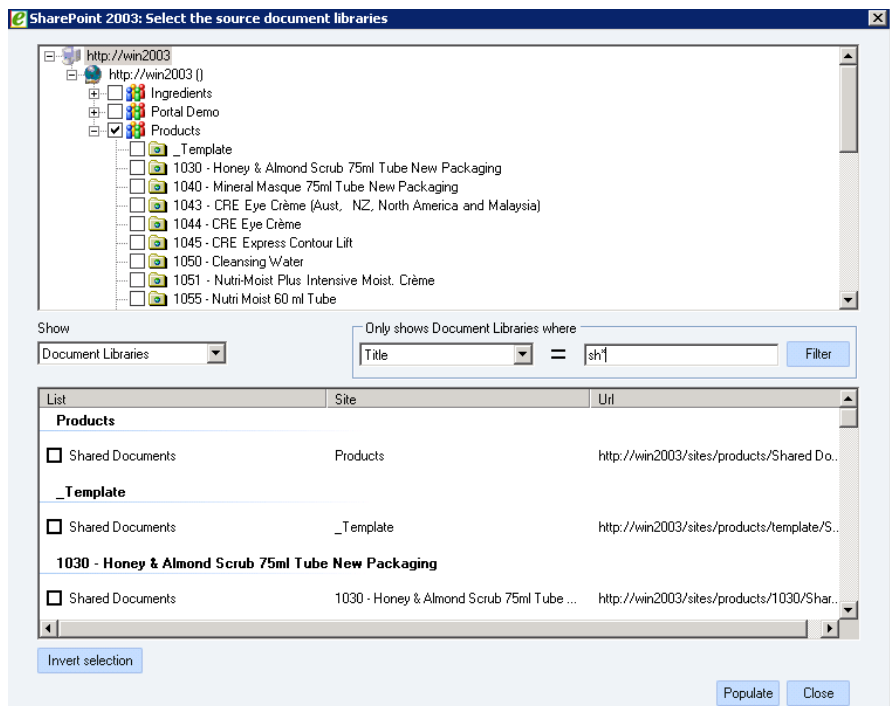 SharePoint 2003: Select the source document libraries
http://win2003
http://win2003 ()
Ingredients
Portal Demo
Products
_Template
1030 - Honey & Almond Scrub 75ml Tube New Packaging
1040 - Mineral Masque 75ml Tube New Packaging
1043 - CRE Eye Crème (Aust, NZ, North America and Malaysia)
1044 - CRE Eye Crème
1045 - CRE Express Contour Lift
1050 - Cleansing Water
1051 - Nutri-Moist Plus Intensive Moist. Crème
1055 - Nutri Moist 60 ml Tube
Show Only shows Document Libraries where
Document Libraries Title = sh* Filter
List Site Url
Products
Shared Documents Products http://win2003/sites/products/Shared Do...
_Template
Shared Documents _Template http://win2003/sites/products/template/S...
1030 - Honey & Almond Scrub 75ml Tube New Packaging
Shared Documents 1030 - Honey & Almond Scrub 75ml Tube ... http://win2003/sites/products/1030/Shar...
Invert selection
Populate Close